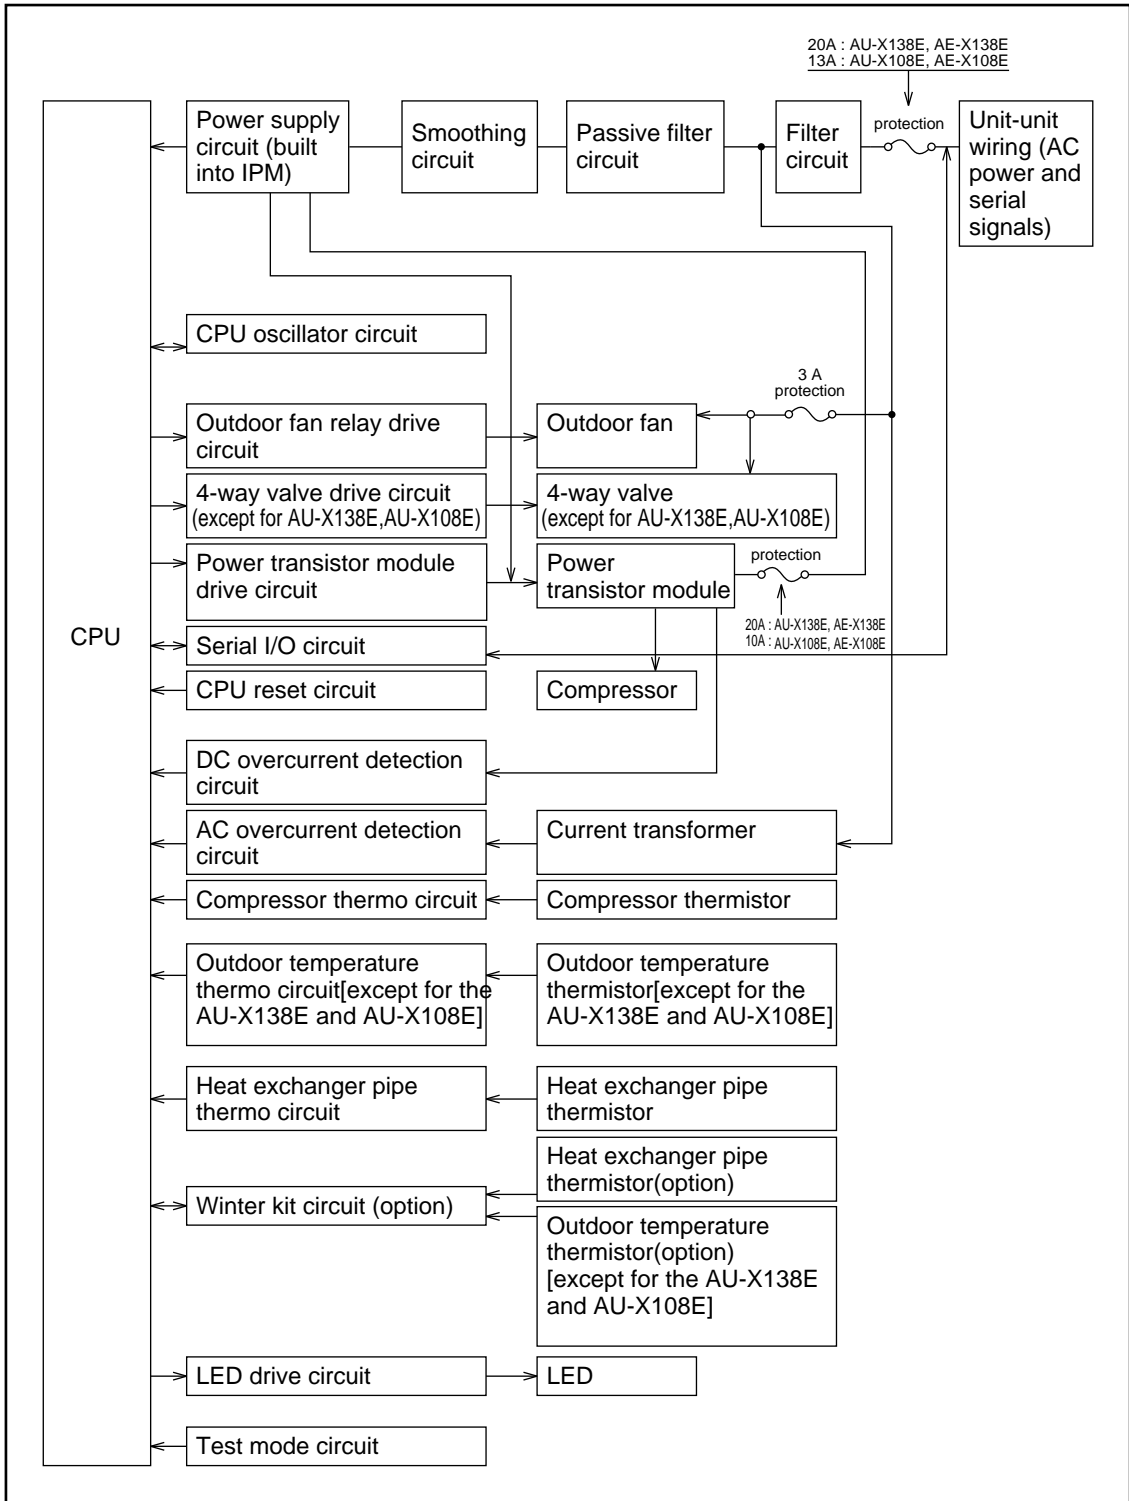 20A : AU-X138E, AE-X138E
13A : AU-X108E, AE-X108E
Power supply
circuit (built
into IPM)
Smoothing
circuit
Passive filter
circuit
Filter
circuit
protection
Unit-unit
wiring (AC
power and
serial
signals)
CPU oscillator circuit
3 A
protection
Outdoor fan relay drive
circuit
Outdoor fan
4-way valve drive circuit
(except for AU-X138E,AU-X108E)
4-way valve
(except for AU-X138E,AU-X108E)
Power transistor module
drive circuit
Power
transistor module
protection
20A : AU-X138E, AE-X138E
10A : AU-X108E, AE-X108E
CPU
Serial I/O circuit
CPU reset circuit
Compressor
DC overcurrent detection
circuit
AC overcurrent detection
circuit
Current transformer
Compressor thermo circuit
Compressor thermistor
Outdoor temperature
thermo circuit[except for the
AU-X138E and AU-X108E]
Outdoor temperature
thermistor[except for the
AU-X138E and AU-X108E]
Heat exchanger pipe
thermo circuit
Heat exchanger pipe
thermistor
Heat exchanger pipe
thermistor(option)
Winter kit circuit (option)
Outdoor temperature
thermistor(option)
[except for the AU-X138E
and AU-X108E]
LED drive circuit
LED
Test mode circuit